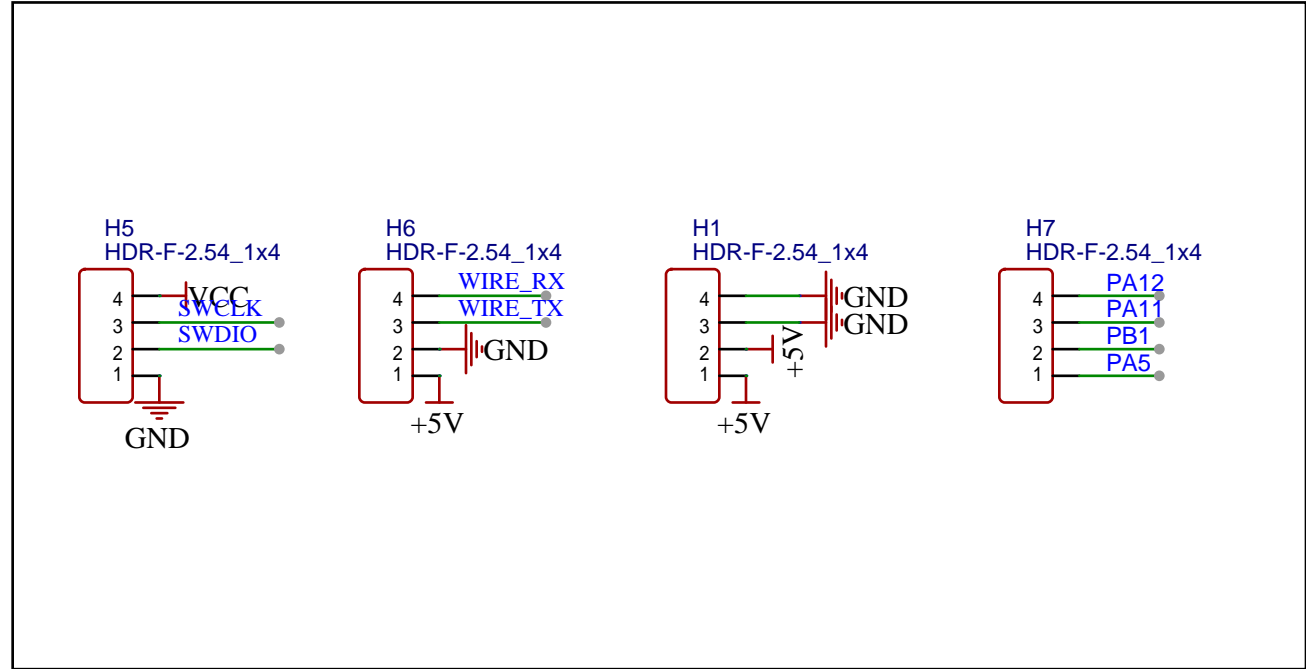 H5
HDR-F-2.54_1x4
4
VCC
3
SWCLK
2
SWDIO
1
GND
H6
HDR-F-2.54_1x4
4
WIRE_RX
3
WIRE_TX
2
GND
1
+5V
H1
HDR-F-2.54_1x4
4
GND
3
GND
2
+5V
1
+5V
H7
HDR-F-2.54_1x4
4
PA12
3
PA11
2
PB1
1
PA5